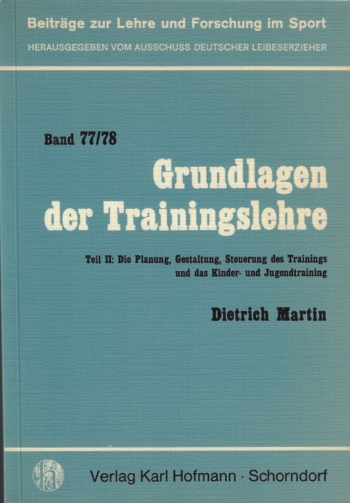 Beiträge zur Lehre und Forschung im Sport
HERAUSGEGEBEN VOM AUSSCHUSS DEUTSCHER LEIBESERZIEHER
Band 77/78
Grundlagen
der Trainingslehre
Teil II: Die Planung, Gestaltung, Steuerung des Trainings
und das Kinder- und Jugendtraining
Dietrich Martin
Verlag Karl Hofmann · Schorndorf